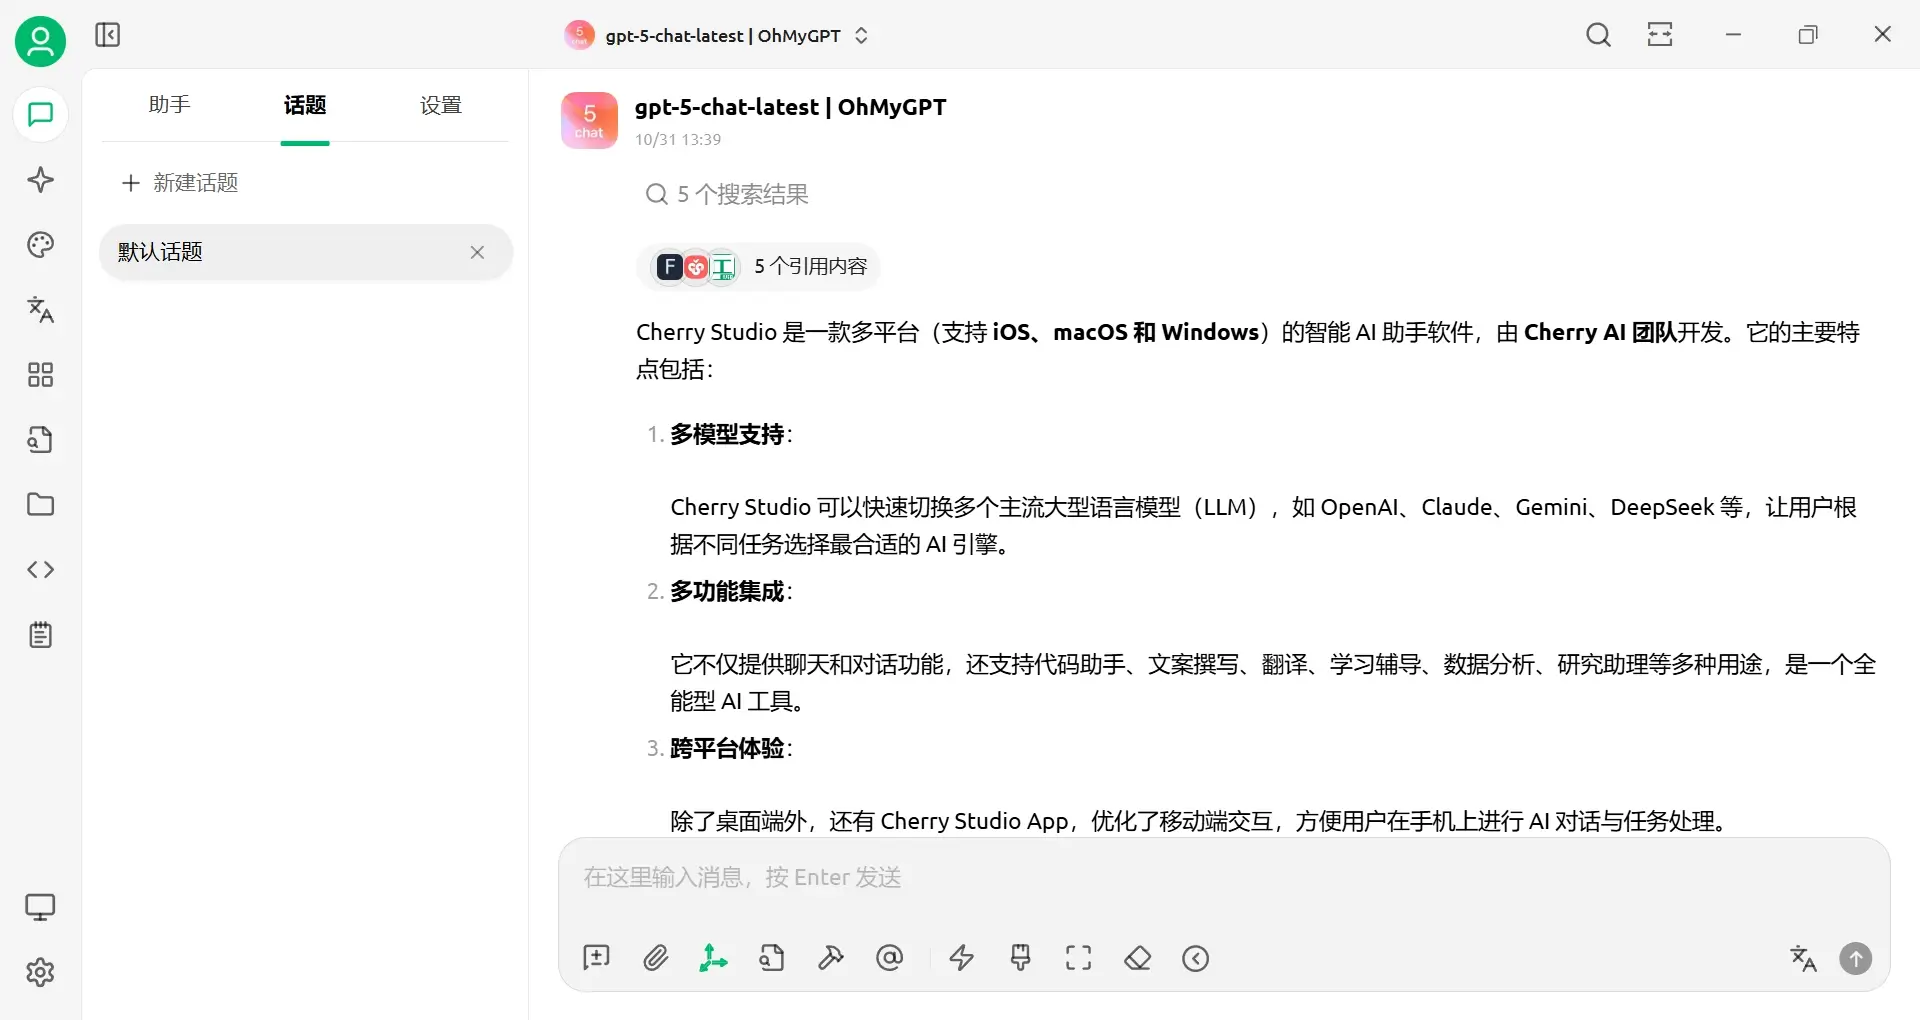 5 chat gpt-5-chat-latest | OhMyGPT
助手 话题 设置
新建话题
默认话题
5 chat
gpt-5-chat-latest | OhMyGPT
10/31 13:39
5 个搜索结果
F 工 5 个引用内容
Cherry Studio 是一款多平台（支持 iOS、macOS 和 Windows）的智能 AI 助手软件，由 Cherry AI 团队开发。它的主要特
点包括：
1. 多模型支持：
Cherry Studio 可以快速切换多个主流大型语言模型（LLM），如 OpenAI、Claude、Gemini、DeepSeek 等，让用户根
据不同任务选择最合适的 AI 引擎。
2. 多功能集成：
它不仅提供聊天和对话功能，还支持代码助手、文案撰写、翻译、学习辅导、数据分析、研究助理等多种用途，是一个全
能型 AI 工具。
3. 跨平台体验：
除了桌面端外，还有 Cherry Studio App，优化了移动端交互，方便用户在手机上进行 AI 对话与任务处理。
在这里输入消息，按 Enter 发送